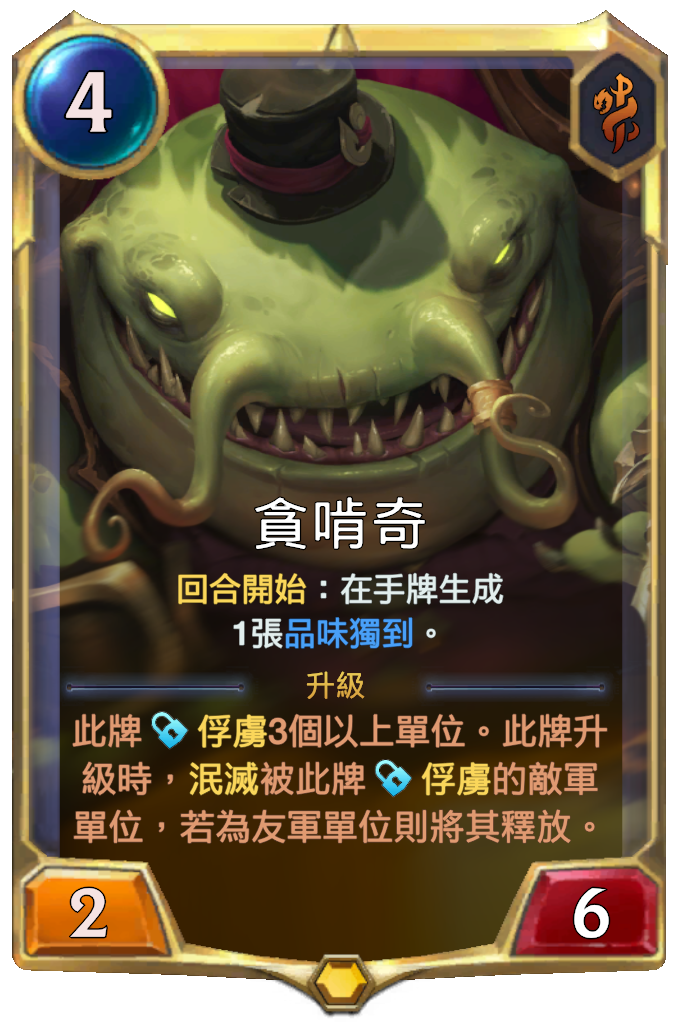 4
貪啃奇
回合開始：在手牌生成
1張品味獨到。
升級
此牌俘虜3個以上單位。此牌升
級時，泯滅被此牌俘虜的敵軍
單位，若為友軍單位則將其釋放。
2
6